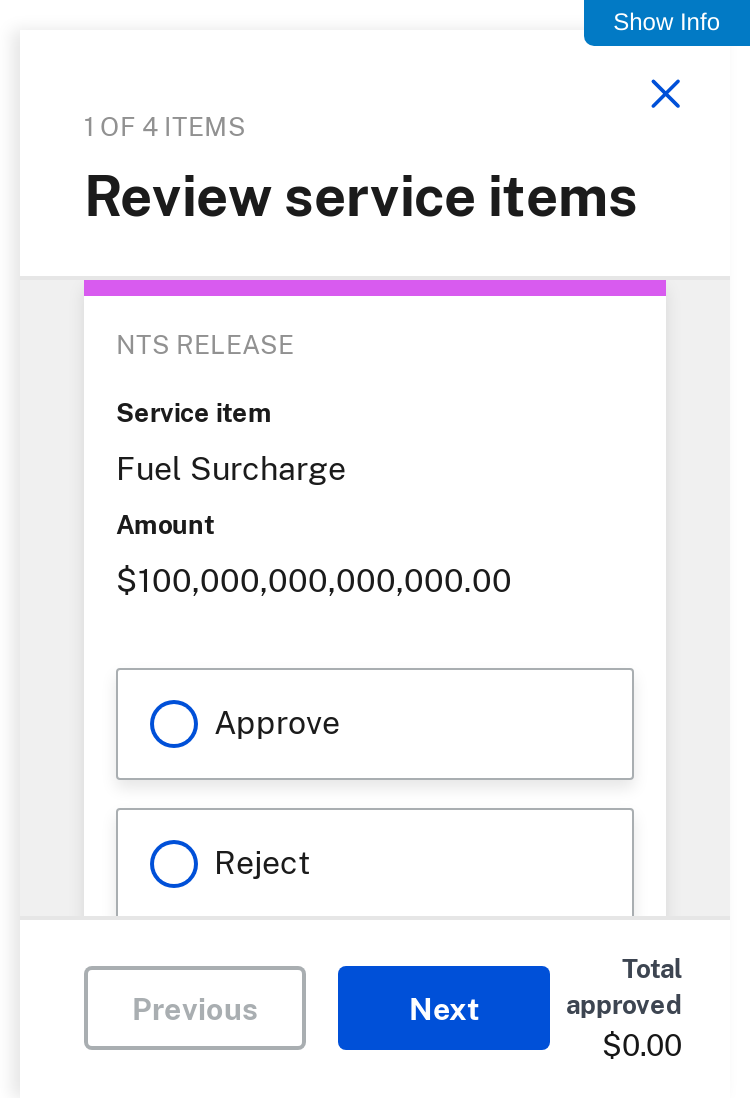 Show Info
1 OF 4 ITEMS
Review service items
NTS RELEASE
Service item
Fuel Surcharge
Amount
$100,000,000,000,000.00
Approve
Reject
Previous
Next
Total
approved
$0.00